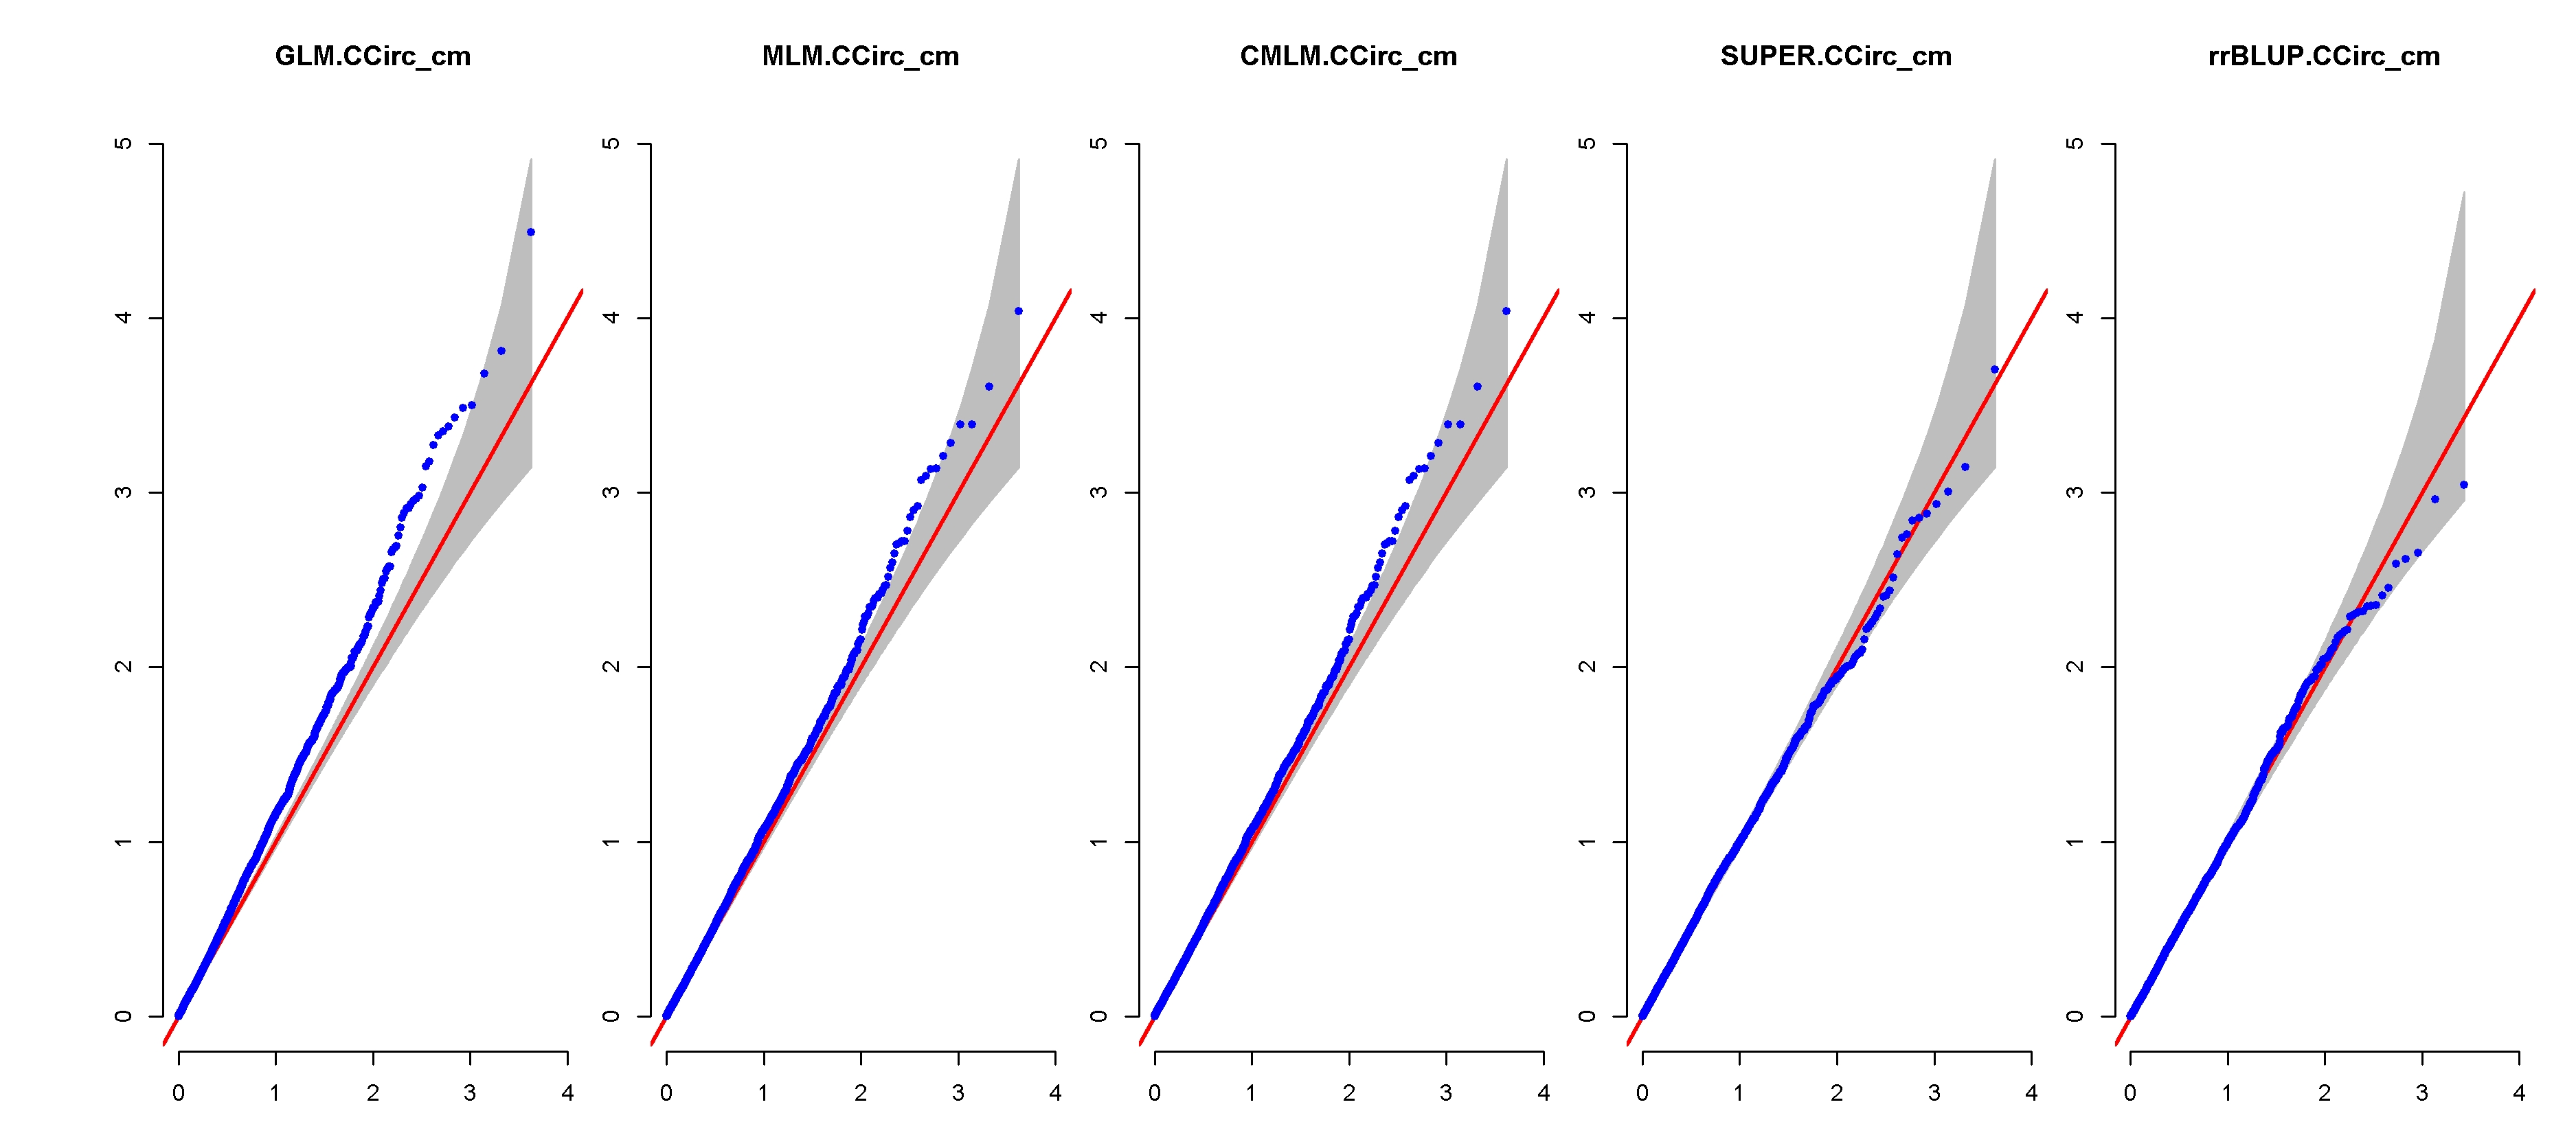 GLM.CCirc_cm MLM.CCirc_cm CMLM.CCirc_cm SUPER.CCirc_cm rrBLUP.CCirc_cm
5 5 5 5 5
4 4 4 4 4
3 3 3 3 3
2 2 2 2 2
1 1 1 1 1
0 0 0 0 0
0 1 2 3 4 0 1 2 3 4 0 1 2 3 4 0 1 2 3 4 0 1 2 3 4